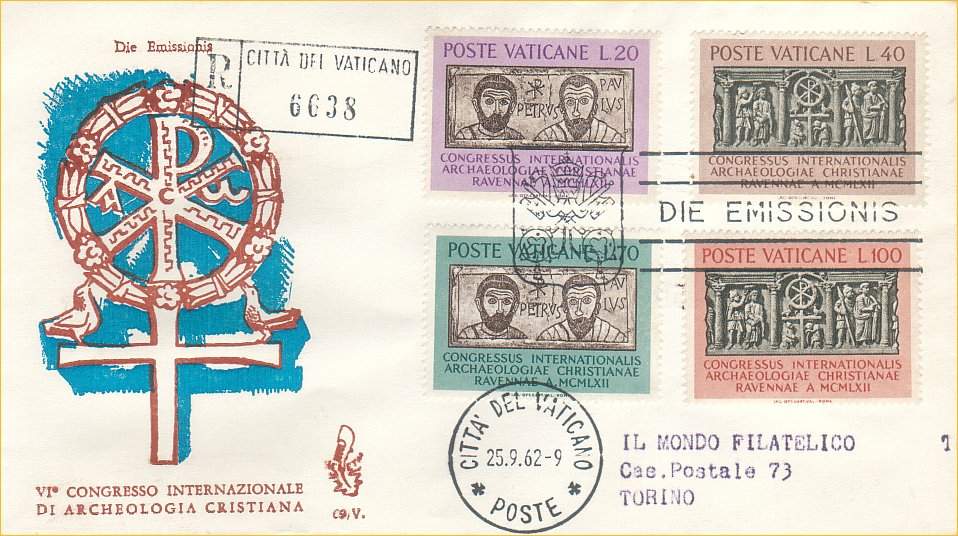 Die Emissionis
R
CITTÀ DEL VATICANO
6638
POSTE VATICANE L.20
PETRVS
PAV
LVS
CONGRESSUS INTERNATIONALIS
ARCHAEOLOGIAE CHRISTIANAE
RAVENNAE A.MCMLXII
POSTE VATICANE L.40
CONGRESSUS INTERNATIONALIS
ARCHAEOLOGIAE CHRISTIANAE
RAVENNAE A.MCMLXII
DIE EMISSIONIS
POSTE VATICANE L.70
PETRVS
PAV
LVS
CONGRESSUS INTERNATIONALIS
ARCHAEOLOGIAE CHRISTIANAE
RAVENNAE A.MCMLXII
POSTE VATICANE L.100
CONGRESSUS INTERNATIONALIS
ARCHAEOLOGIAE CHRISTIANAE
RAVENNAE A.MCMLXII
CITTA' DEL VATICANO
25.9.62-9
* POSTE *
IL MONDO FILATELICO
Cas.Postale 73
TORINO
VI° CONGRESSO INTERNAZIONALE
DI ARCHEOLOGIA CRISTIANA
69/V.